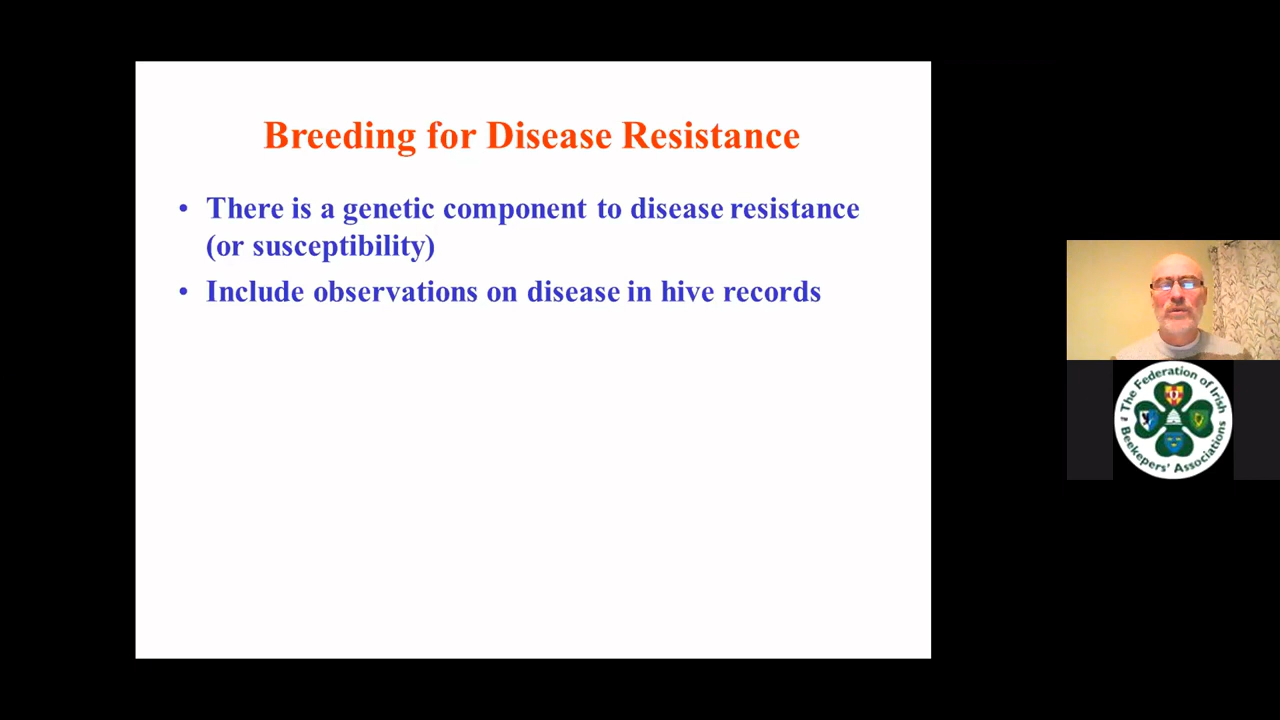 Breeding for Disease Resistance
• There is a genetic component to disease resistance
(or susceptibility)
• Include observations on disease in hive records
The Federation of Irish
Beekepers' Associations